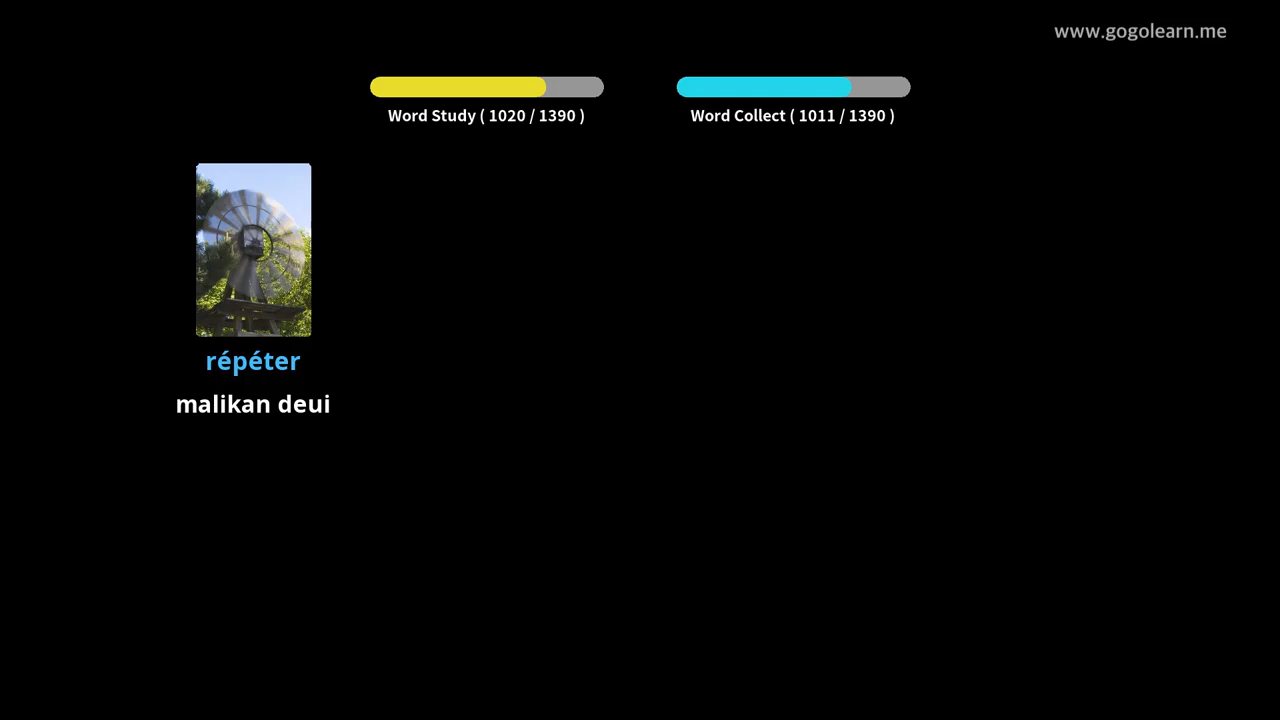 www.gogolearn.me
Word Study ( 1020 / 1390 )
Word Collect ( 1011 / 1390 )
répéter
malikan deui